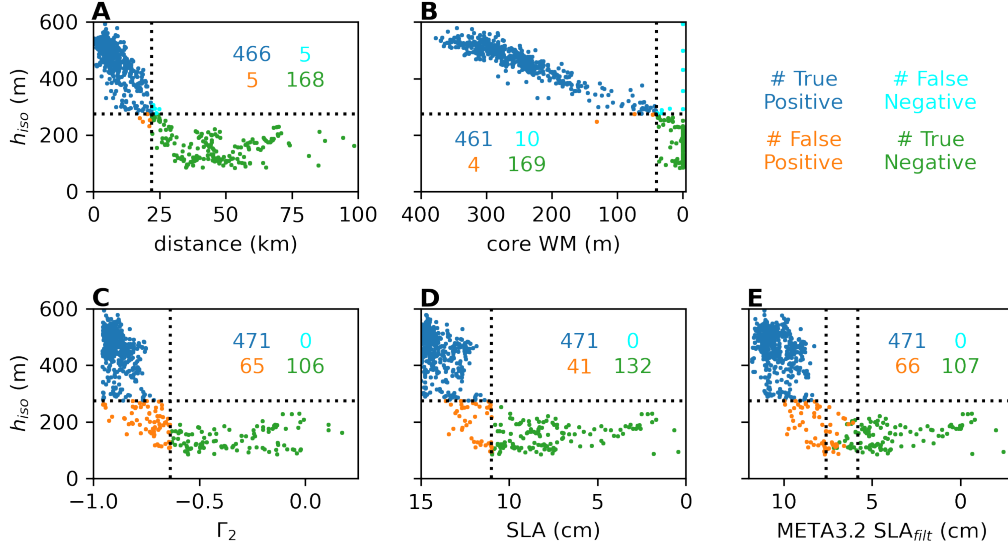 A
B
600
400
200
0
h_iso (m)
466 5
5 168
0 25 50 75 100
distance (km)
461 10
4 169
400 300 200 100 0
core WM (m)
# True
Positive
# False
Negative
# False
Positive
# True
Negative
C
D
E
600
400
200
0
h_iso (m)
471 0
65 106
−1.0 −0.5 0.0
Γ₂
471 0
41 132
15 10 5 0
SLA (cm)
471 0
66 107
10 5 0
META3.2 SLA_filt (cm)